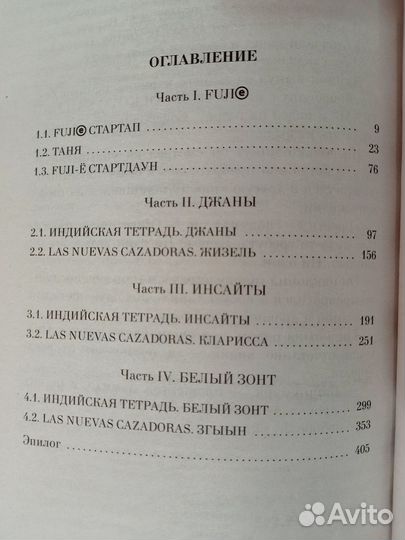 ОГЛАВЛЕНИЕ
Часть I. FUJIⓔ
1.1. FUJIⓔ СТАРТАП 9
1.2. ТАНЯ 23
1.3. FUJI-Ё СТАРТДАУН 76
Часть II. ДЖАНЫ
2.1. ИНДИЙСКАЯ ТЕТРАДЬ. ДЖАНЫ 97
2.2. LAS NUEVAS CAZADORAS. ЖИЗЕЛЬ 156
Часть III. ИНСАЙТЫ
3.1. ИНДИЙСКАЯ ТЕТРАДЬ. ИНСАЙТЫ 191
3.2. LAS NUEVAS CAZADORAS. КЛАРИССА 251
Часть IV. БЕЛЫЙ ЗОНТ
4.1. ИНДИЙСКАЯ ТЕТРАДЬ. БЕЛЫЙ ЗОНТ 299
4.2. LAS NUEVAS CAZADORAS. ЗГЫЫН 353
Эпилог 405
Avito